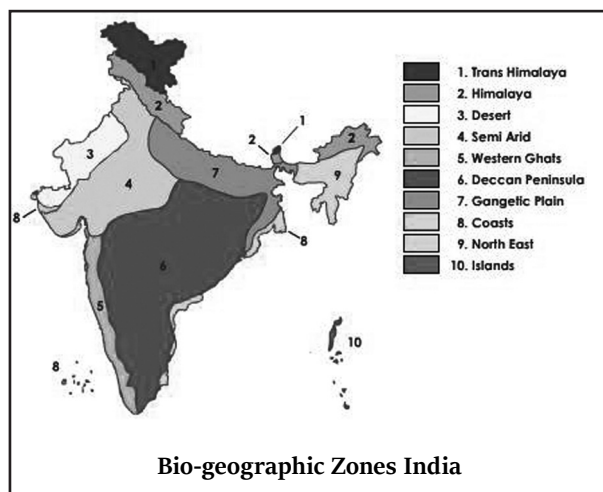 1
2
3
4
5
6
7
8
2
1
2
9
8
8
10
1. Trans Himalaya
2. Himalaya
3. Desert
4. Semi Arid
5. Western Ghats
6. Deccan Peninsula
7. Gangetic Plain
8. Coasts
9. North East
10. Islands
Bio-geographic Zones India